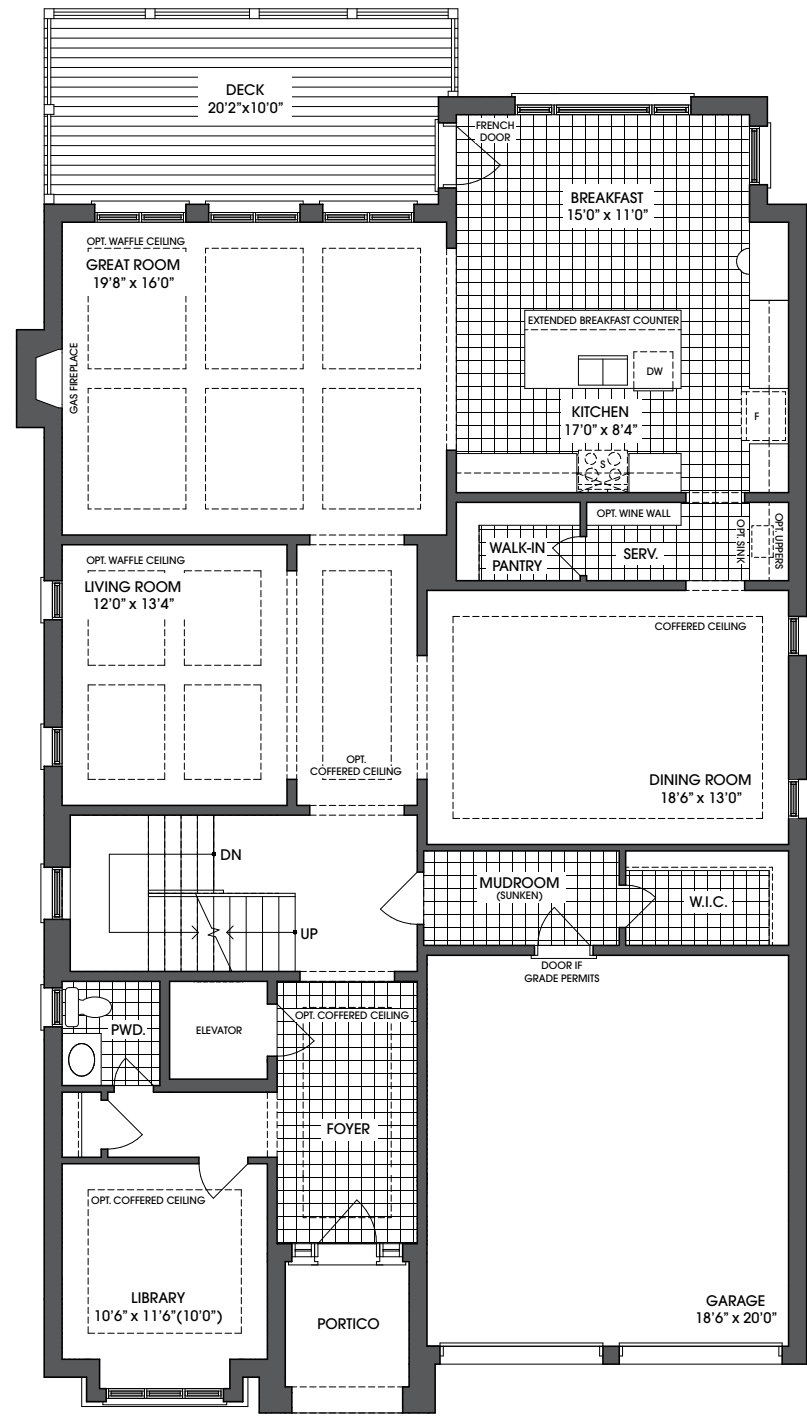 DECK
20'2"x10'0"
FRENCH
DOOR
BREAKFAST
15'0" x 11'0"
OPT. WAFFLE CEILING
GREAT ROOM
19'8" x 16'0"
GAS FIREPLACE
EXTENDED BREAKFAST COUNTER
DW
KITCHEN
17'0" x 8'4"
F
S
OPT. WINE WALL
WALK-IN
PANTRY
SERV.
OPT. SINK
OPT. UPPERS
OPT. WAFFLE CEILING
LIVING ROOM
12'0" x 13'4"
COFFERED CEILING
OPT.
COFFERED CEILING
DINING ROOM
18'6" x 13'0"
DN
UP
MUDROOM
(SUNKEN)
W.I.C.
DOOR IF
GRADE PERMITS
PWD.
ELEVATOR
OPT. COFFERED CEILING
FOYER
OPT. COFFERED CEILING
LIBRARY
10'6" x 11'6"(10'0")
PORTICO
GARAGE
18'6" x 20'0"